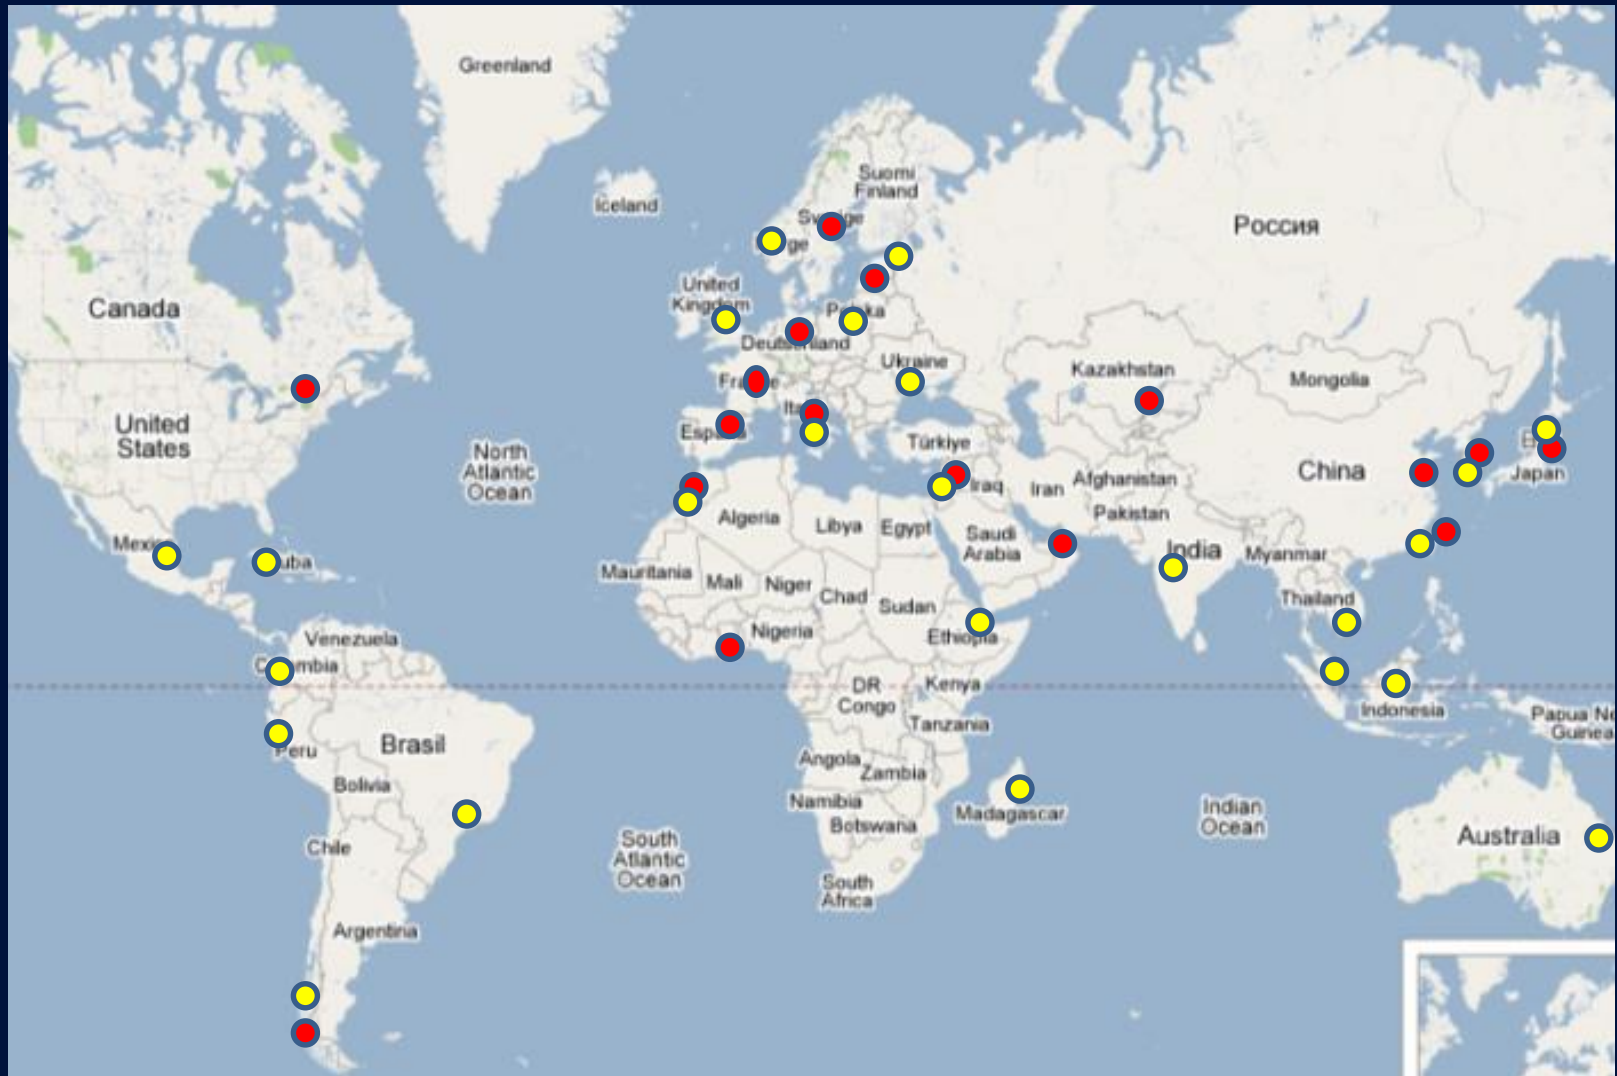 Greenland
Suomi
Finland
Iceland
Россия
United
Kingdom
Canada
Deutschland
Ukraine
Kazakhstan
Mongolia
United
States
North
Atlantic
Ocean
Türkiye
China
Japan
Iraq
Iran
Afghanistan
Pakistan
Algeria
Libya
Egypt
Saudi
Arabia
India
Myanmar
Mauritania
Mali
Niger
Chad
Sudan
Thailand
Nigeria
Ethiopia
Venezuela
DR
Congo
Kenya
Tanzania
Indonesia
Papua Ne
Guinea
Peru
Brasil
Bolivia
Angola
Zambia
Namibia
Botswana
Madagascar
Indian
Ocean
Australia
Chile
South
Atlantic
Ocean
South
Africa
Argentina